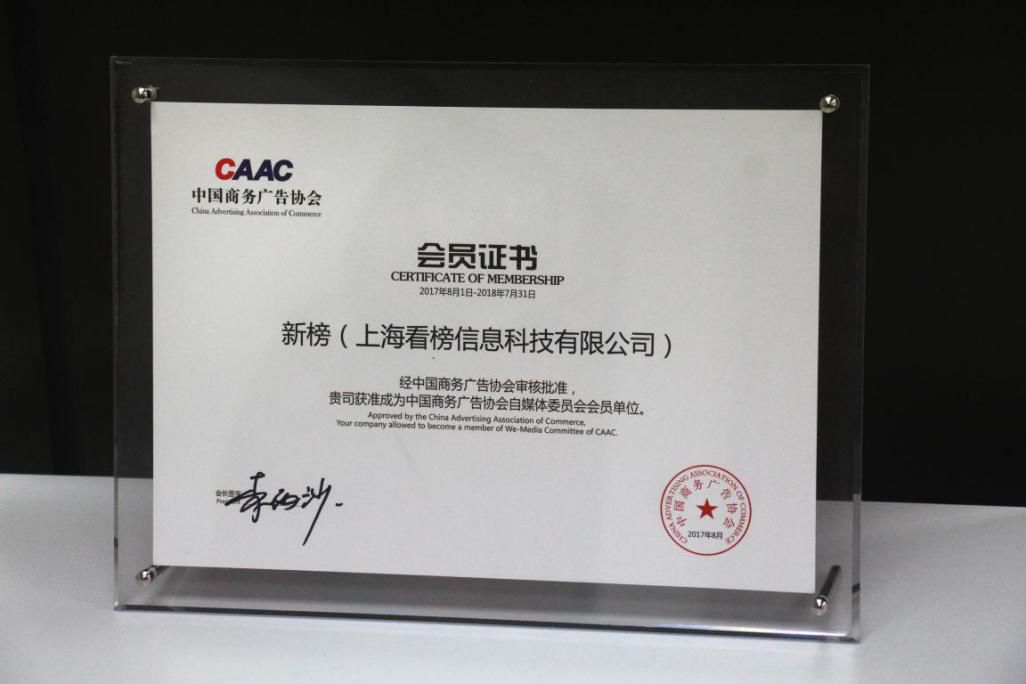 CAAC
中国商务广告协会
China Advertising Association of Commerce
会员证书
CERTIFICATE OF MEMBERSHIP
2017年8月1日-2018年7月31日
新榜（上海看榜信息科技有限公司）
经中国商务广告协会审核批准，
贵司获准成为中国商务广告协会自媒体委员会会员单位。
Approved by the China Advertising Association of Commerce,
Your company allowed to become a member of We-Media Committee of CAAC.
会长签字
CHINA ADVERTISING ASSOCIATION OF COMMERCE
中国商务广告协会
2017年8月